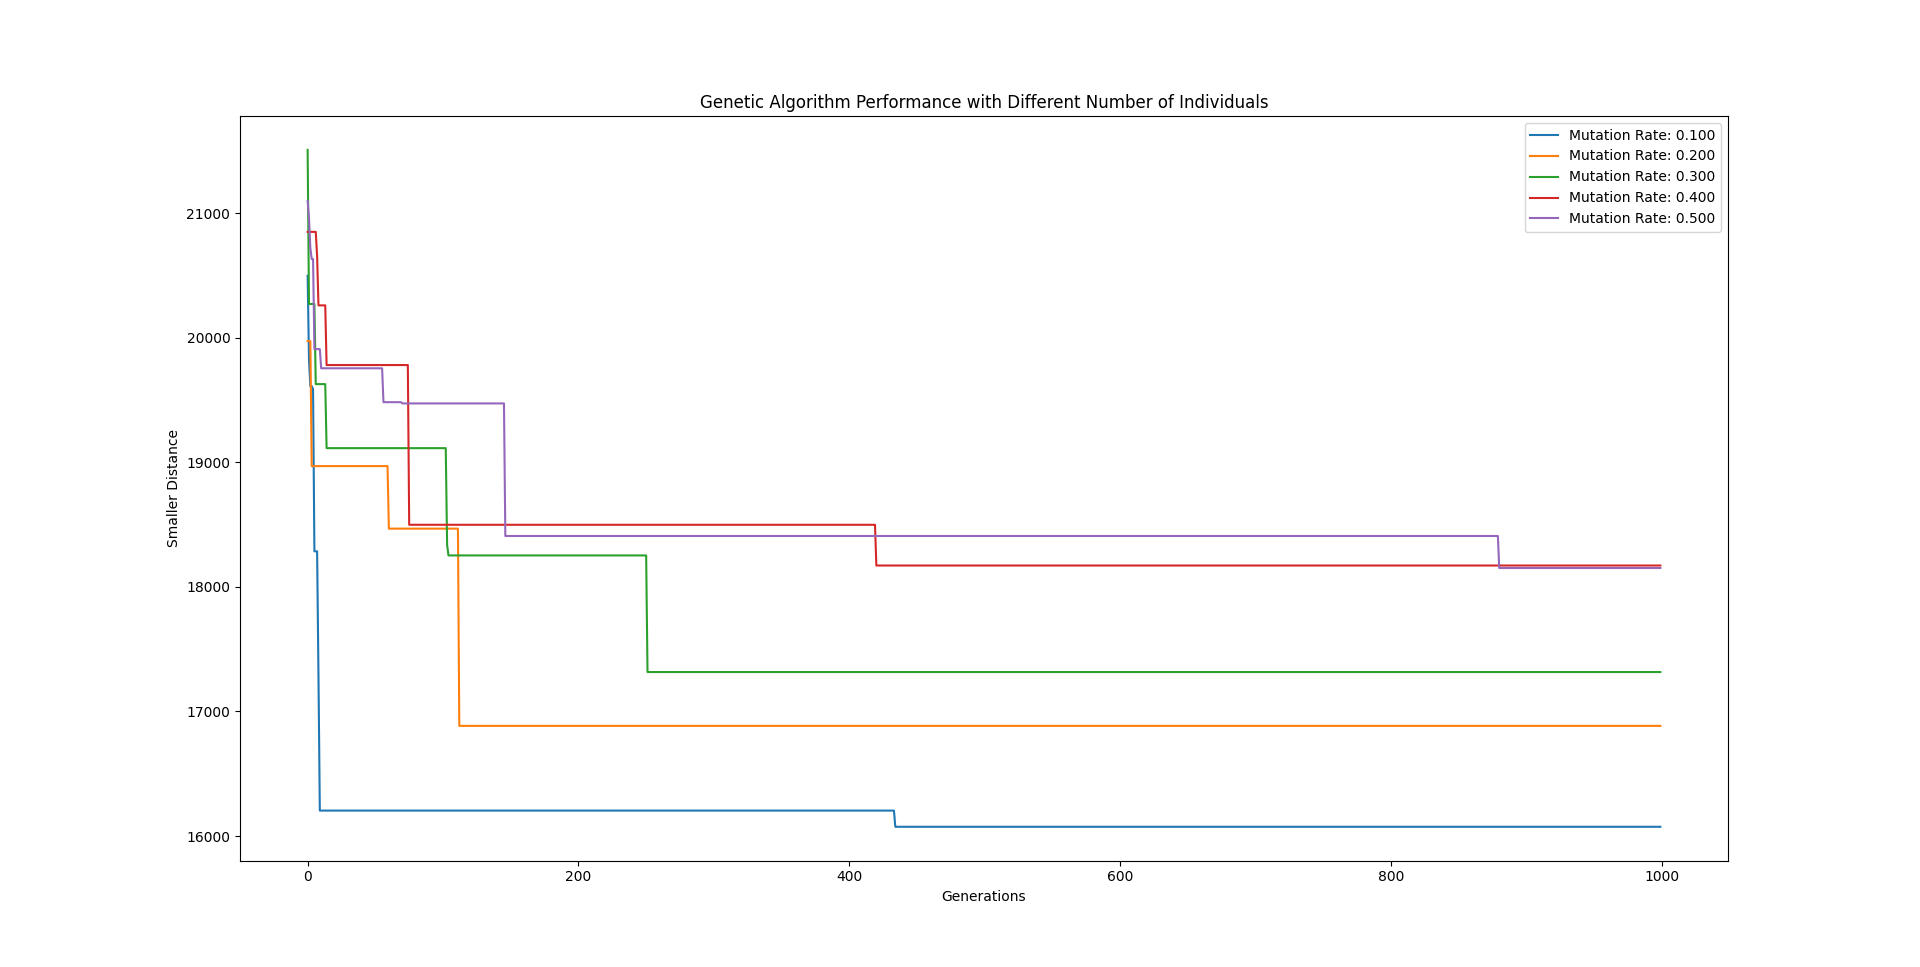 Genetic Algorithm Performance with Different Number of Individuals
Mutation Rate: 0.100
Mutation Rate: 0.200
Mutation Rate: 0.300
Mutation Rate: 0.400
Mutation Rate: 0.500
21000
20000
19000
18000
17000
16000
Smaller Distance
0 200 400 600 800 1000
Generations